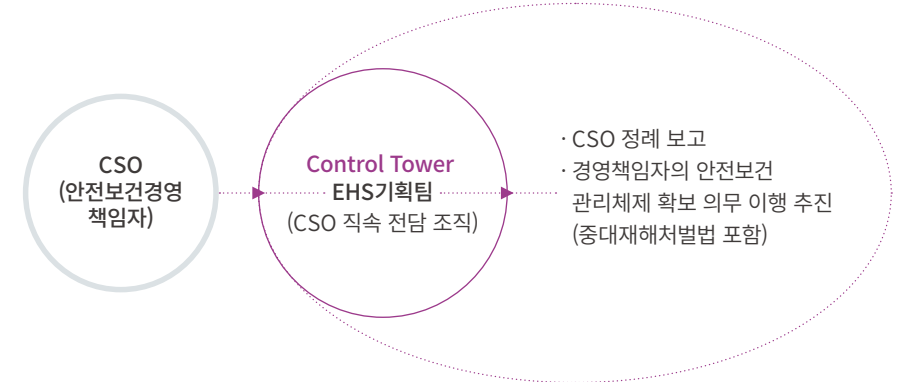 CSO
(안전보건경영
책임자)
Control Tower
EHS기획팀
(CSO 직속 전담 조직)
· CSO 정례 보고
· 경영책임자의 안전보건
관리체제 확보 의무 이행 추진
(중대재해처벌법 포함)